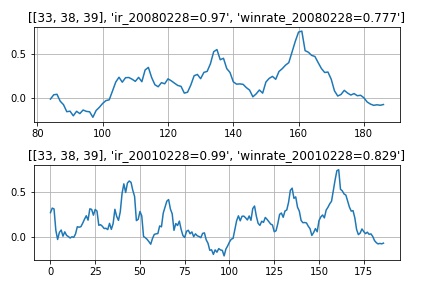 [[33, 38, 39], 'ir_20080228=0.97', 'winrate_20080228=0.777']
0.5
0.0
80 100 120 140 160 180
[[33, 38, 39], 'ir_20010228=0.99', 'winrate_20010228=0.829']
0.5
0.0
0 25 50 75 100 125 150 175